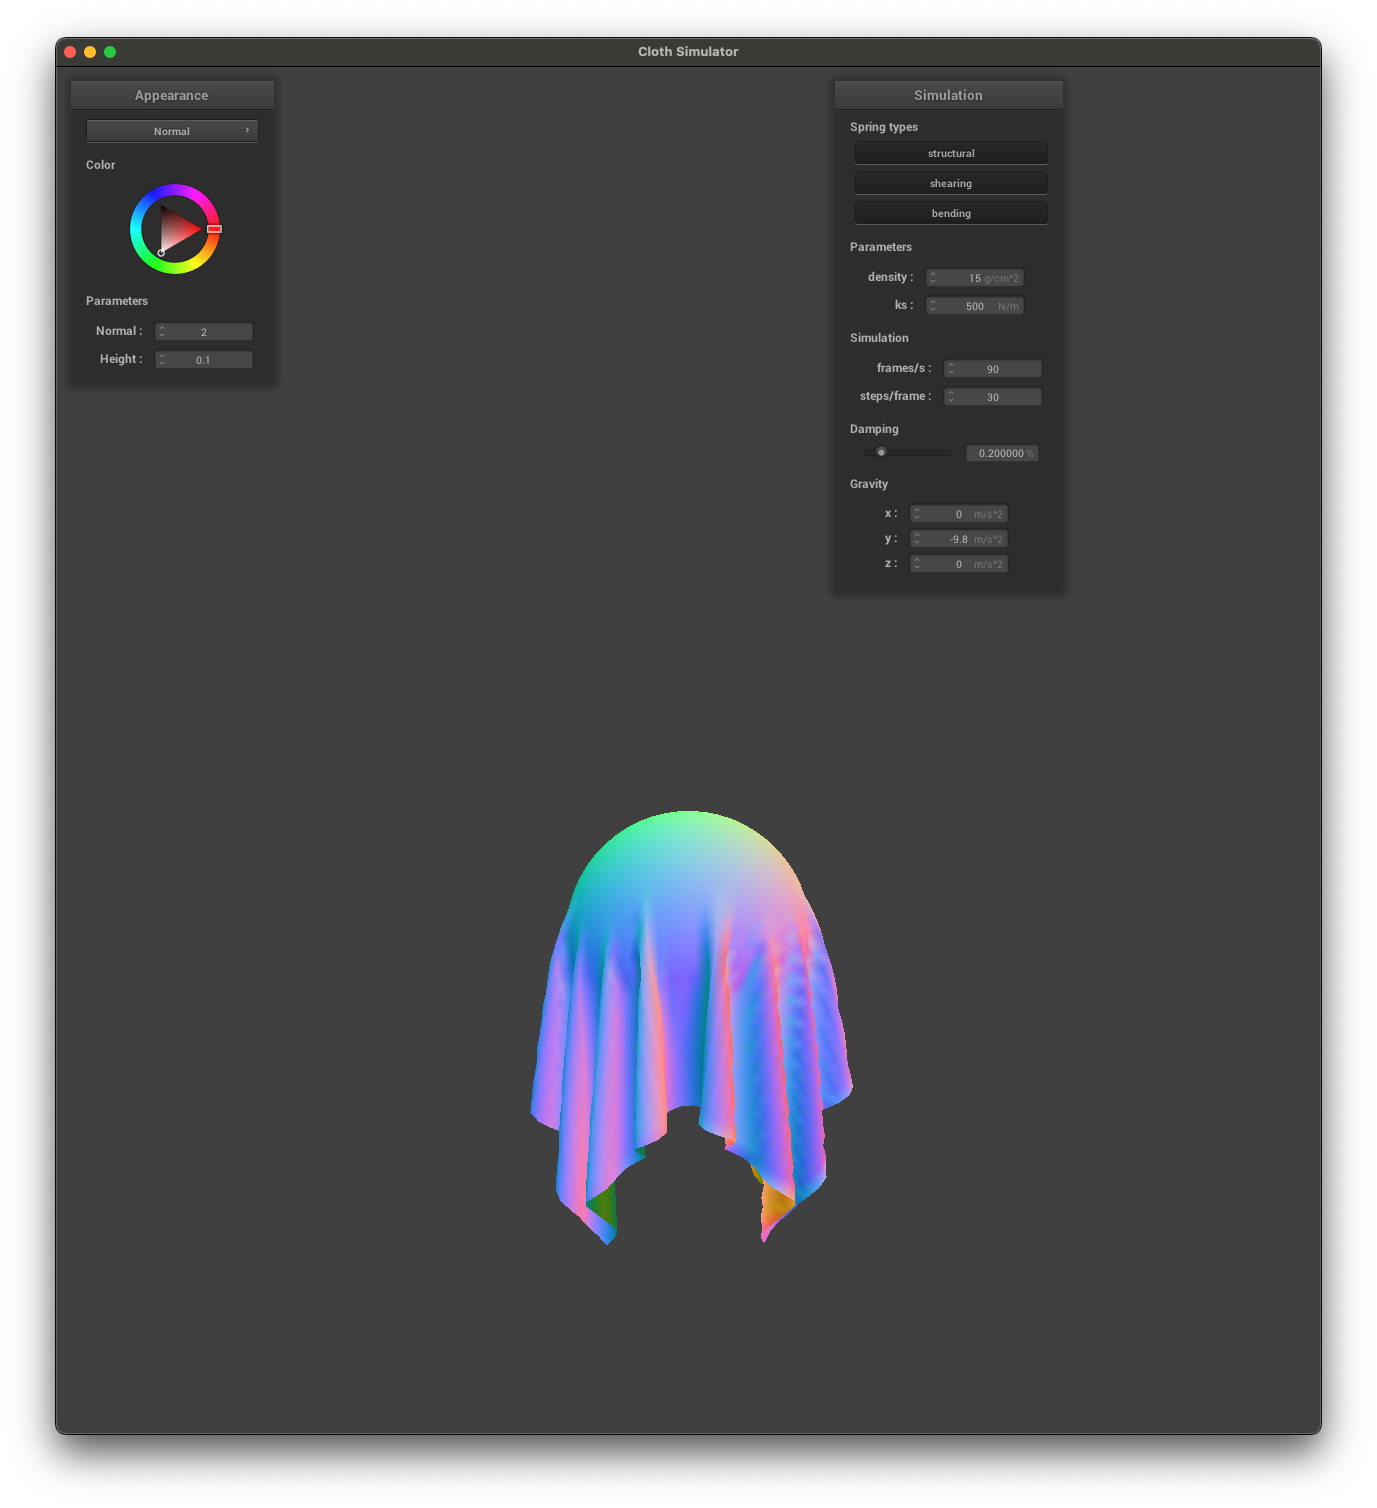 Cloth Simulator
Appearance
Normal
Color
Parameters
Normal : 2
Height : 0.1
Simulation
Spring types
structural
shearing
bending
Parameters
density : 15 g/cm^2
ks : 500 N/m
Simulation
frames/s : 90
steps/frame : 30
Damping
0.200000 %
Gravity
x : 0 m/s^2
y : -9.8 m/s^2
z : 0 m/s^2